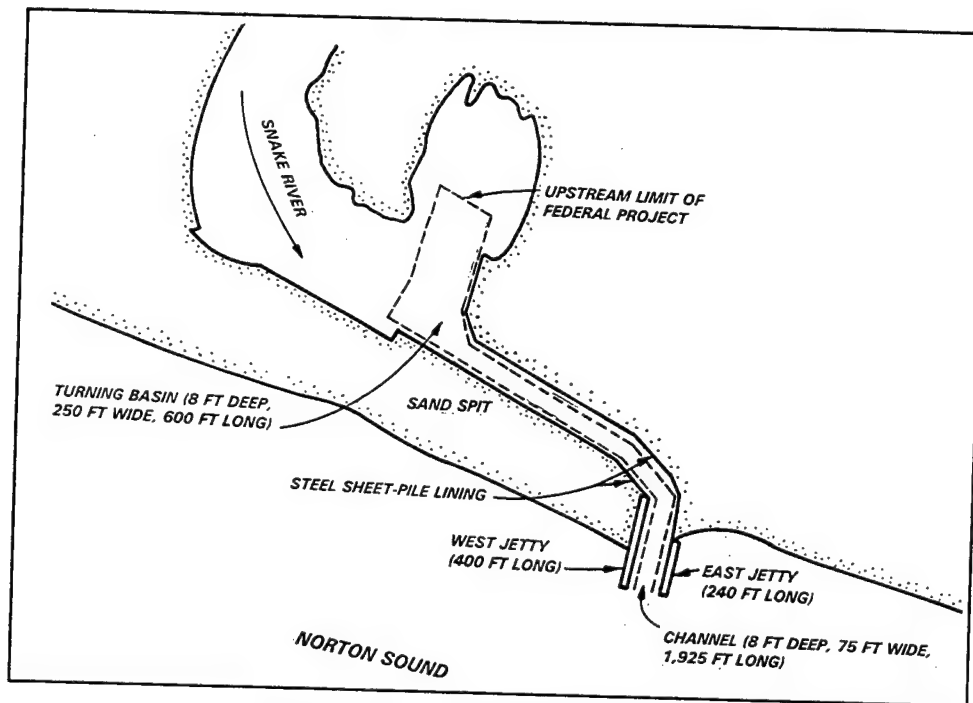 SNAKE RIVER
UPSTREAM LIMIT OF
FEDERAL PROJECT
TURNING BASIN (8 FT DEEP,
250 FT WIDE, 600 FT LONG)
SAND SPIT
STEEL SHEET-PILE LINING
WEST JETTY
(400 FT LONG)
EAST JETTY
(240 FT LONG)
CHANNEL (8 FT DEEP, 75 FT WIDE,
1,925 FT LONG)
NORTON SOUND